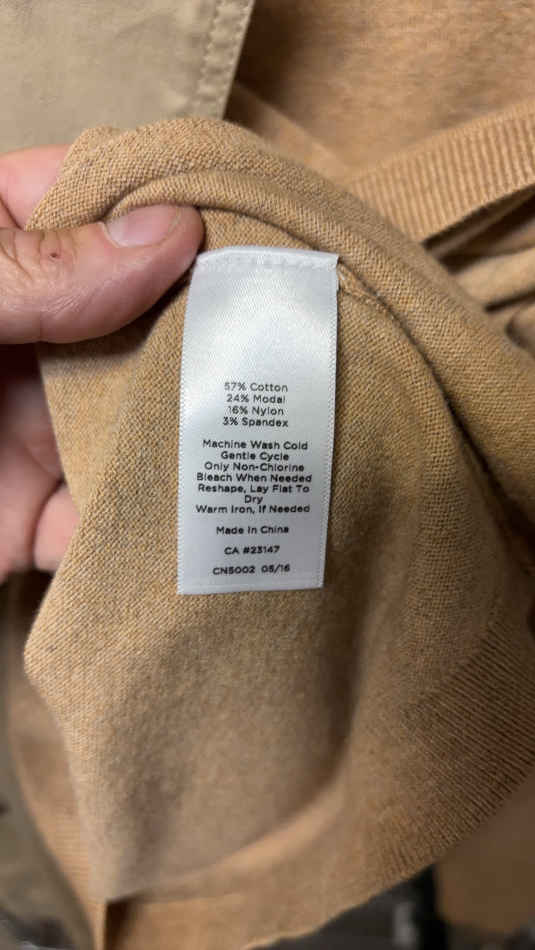 57% Cotton
24% Modal
16% Nylon
3% Spandex
Machine Wash Cold
Gentle Cycle
Only Non-Chlorine
Bleach When Needed
Reshape, Lay Flat To
Dry
Warm Iron, If Needed
Made In China
CA #23147
CN5002 05/16